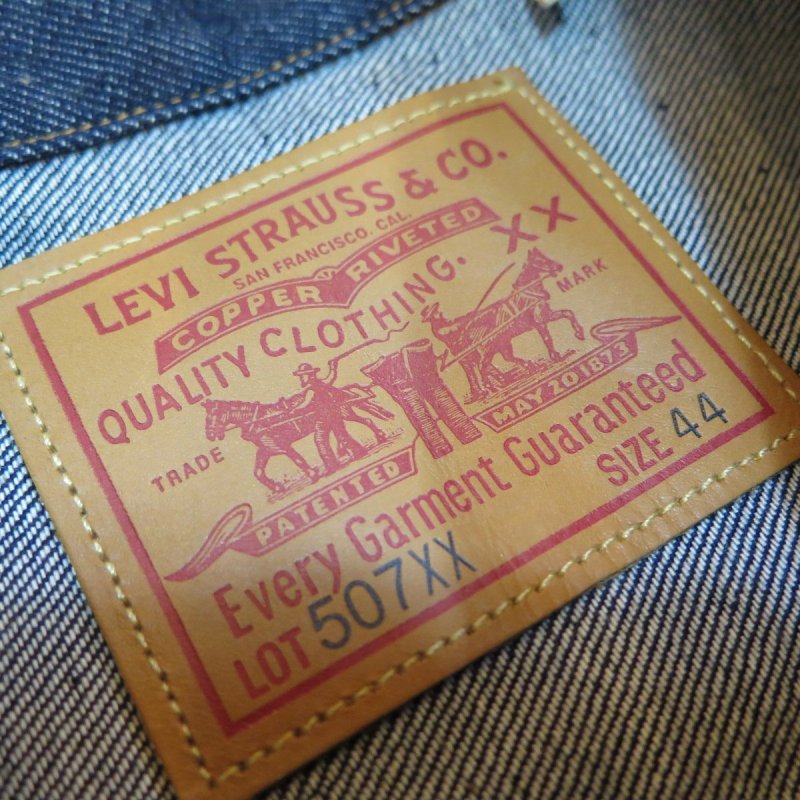 LEVI STRAUSS & CO.
SAN FRANCISCO. CAL.
COPPER RIVETED
QUALITY CLOTHING. XX
TRADE MARK
PATENTED MAY 20 1873
Every Garment Guaranteed
LOT 507XX SIZE 44